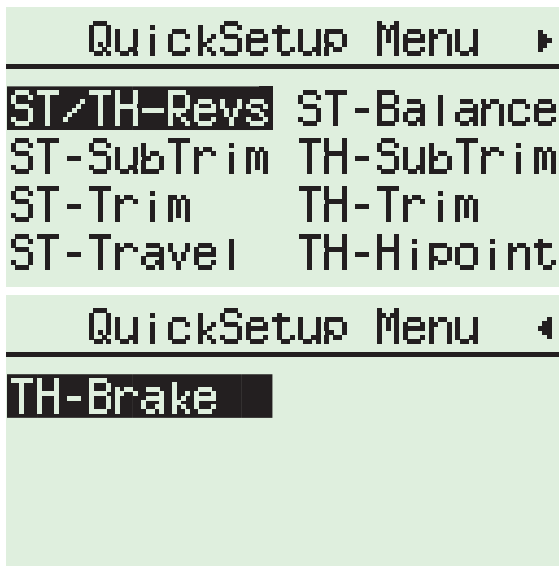 QuickSetup Menu
ST/TH-Revs ST-Balance
ST-SubTrim TH-SubTrim
ST-Trim TH-Trim
ST-Travel TH-Hipoint
QuickSetup Menu
TH-Brake